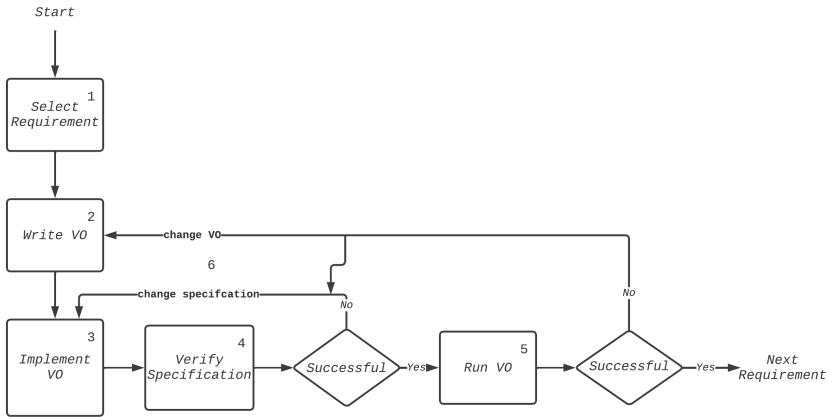 Start
1
Select
Requirement
2
Write VO
change VO
6
No
change specifcation
No
3
Implement
VO
4
Verify
Specification
Successful
Yes
5
Run VO
Successful
Yes
Next
Requirement